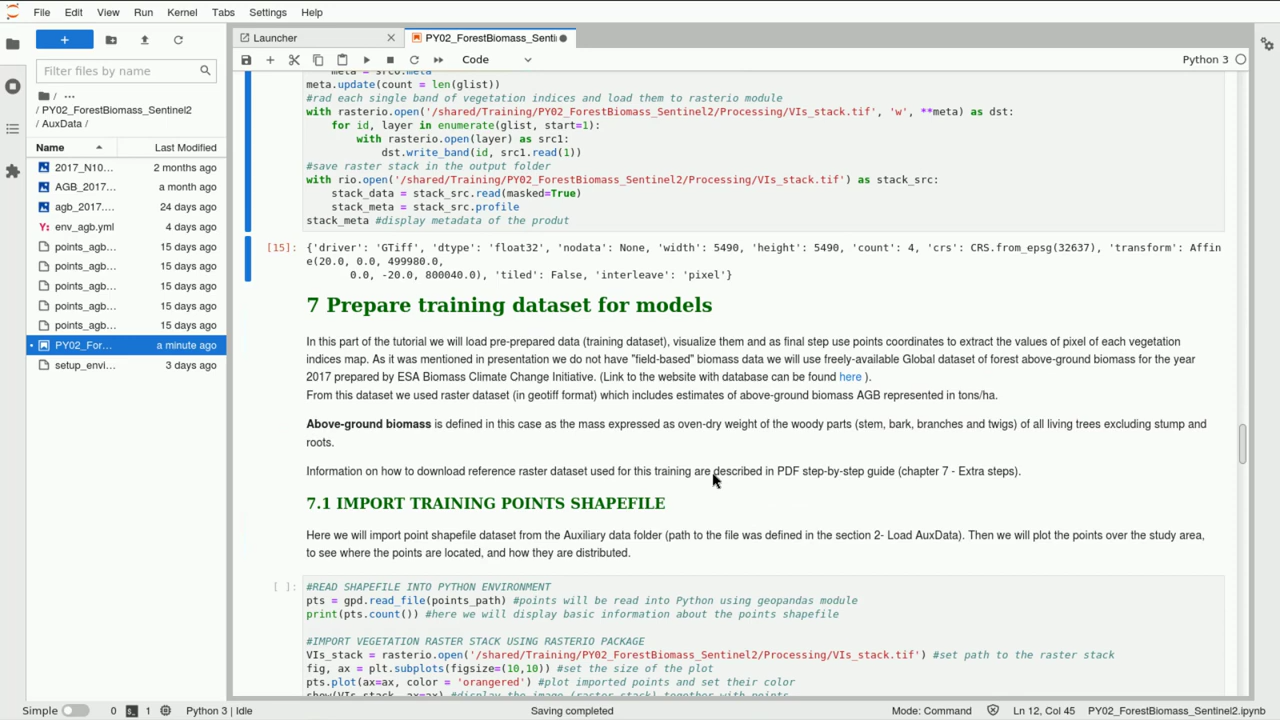 File Edit View Run Kernel Tabs Settings Help
Filter files by name
/ ...
/ PY02_ForestBiomass_Sentinel2
/ AuxData /
Name Last Modified
2017_N10... 2 months ago
AGB_2017... a month ago
agb_2017.... 24 days ago
env_agb.yml 4 days ago
points_agb... 15 days ago
points_agb... 15 days ago
points_agb... 15 days ago
points_agb... 15 days ago
points_agb... 15 days ago
PY02_For... a minute ago
setup_envi... 3 days ago
Launcher
PY02_ForestBiomass_Senti
Code
Python 3
meta = src0.meta
meta.update(count = len(glist))
#rad each single band of vegetation indices and load them to rasterio module
with rasterio.open('/shared/Training/PY02_ForestBiomass_Sentinel2/Processing/VIs_stack.tif', 'w', **meta) as dst:
for id, layer in enumerate(glist, start=1):
with rasterio.open(layer) as src1:
dst.write_band(id, src1.read(1))
#save raster stack in the output folder
with rio.open('/shared/Training/PY02_ForestBiomass_Sentinel2/Processing/VIs_stack.tif') as stack_src:
stack_data = stack_src.read(masked=True)
stack_meta = stack_src.profile
stack_meta #display metadata of the produt
[15]: {'driver': 'GTiff', 'dtype': 'float32', 'nodata': None, 'width': 5490, 'height': 5490, 'count': 4, 'crs': CRS.from_epsg(32637), 'transform': Affin
e(20.0, 0.0, 499980.0,
0.0, -20.0, 800040.0), 'tiled': False, 'interleave': 'pixel'}
7 Prepare training dataset for models
In this part of the tutorial we will load pre-prepared data (training dataset), visualize them and as final step use points coordinates to extract the values of pixel of each vegetation
indices map. As it was mentioned in presentation we do not have "field-based" biomass data we will use freely-available Global dataset of forest above-ground biomass for the year
2017 prepared by ESA Biomass Climate Change Initiative. (Link to the website with database can be found here ).
From this dataset we used raster dataset (in geotiff format) which includes estimates of above-ground biomass AGB represented in tons/ha.
Above-ground biomass is defined in this case as the mass expressed as oven-dry weight of the woody parts (stem, bark, branches and twigs) of all living trees excluding stump and
roots.
Information on how to download reference raster dataset used for this training are described in PDF step-by-step guide (chapter 7 - Extra steps).
7.1 IMPORT TRAINING POINTS SHAPEFILE
Here we will import point shapefile dataset from the Auxiliary data folder (path to the file was defined in the section 2- Load AuxData). Then we will plot the points over the study area,
to see where the points are located, and how they are distributed.
[ ]: #READ SHAPEFILE INTO PYTHON ENVIRONMENT
pts = gpd.read_file(points_path) #points will be read into Python using geopandas module
print(pts.count()) #here we will display basic information about the points shapefile
#IMPORT VEGETATION RASTER STACK USING RASTERIO PACKAGE
VIs_stack = rasterio.open('/shared/Training/PY02_ForestBiomass_Sentinel2/Processing/VIs_stack.tif') #set path to the raster stack
fig, ax = plt.subplots(figsize=(10,10)) #set the size of the plot
pts.plot(ax=ax, color = 'orangered') #plot imported points and set their color
show(VIs_stack, ax=ax) #display the image (raster stack) together with points
Simple 0 1 Python 3 | Idle Saving completed Mode: Command Ln 12, Col 45 PY02_ForestBiomass_Sentinel2.ipynb